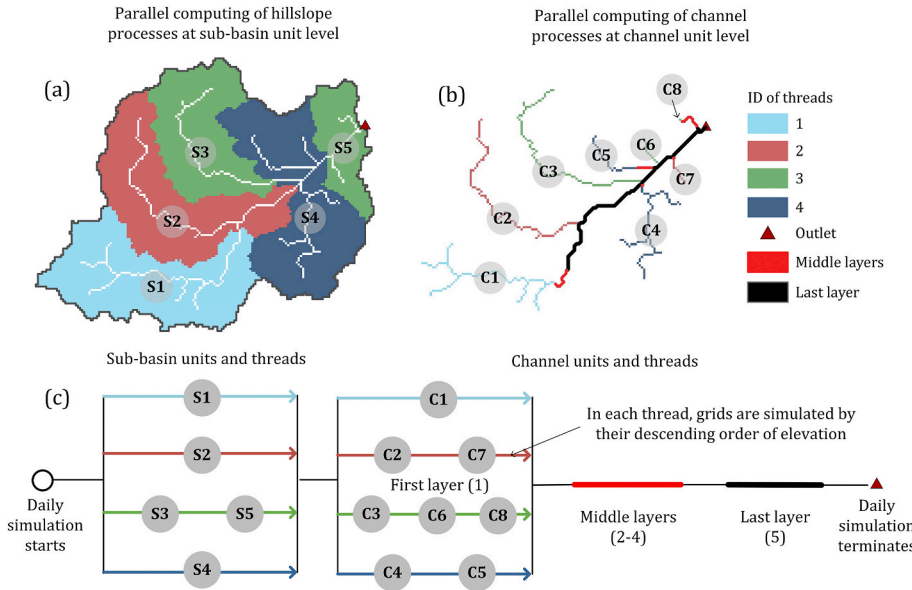 Parallel computing of hillslope
processes at sub-basin unit level
Parallel computing of channel
processes at channel unit level
(a)
S3
S5
S2
S4
S1
(b)
C8
C6
C5
C3
C7
C2
C4
C1
ID of threads
1
2
3
4
Outlet
Middle layers
Last layer
Sub-basin units and threads
Channel units and threads
(c)
S1
C1
In each thread, grids are simulated by
their descending order of elevation
S2
C2
C7
First layer (1)
Daily
simulation
starts
S3
S5
C3
C6
C8
Middle layers
(2-4)
Last layer
(5)
Daily
simulation
terminates
S4
C4
C5